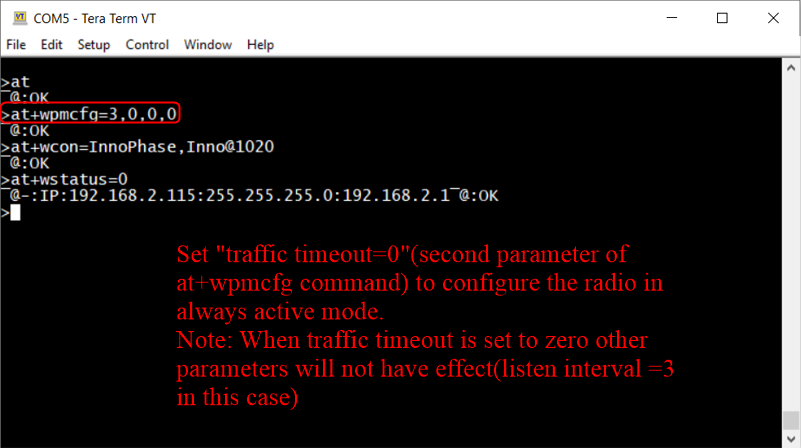 COM5 - Tera Term VT
File Edit Setup Control Window Help
>at
_@:OK
>at+wpmcfg=3,0,0,0
_@:OK
>at+wcon=InnoPhase,Inno@1020
_@:OK
>at+wstatus=0
_@-:IP:192.168.2.115:255.255.255.0:192.168.2.1_@:OK
>
Set "traffic timeout=0"(second parameter of
at+wpmcfg command) to configure the radio in
always active mode.
Note: When traffic timeout is set to zero other
parameters will not have effect(listen interval =3
in this case)